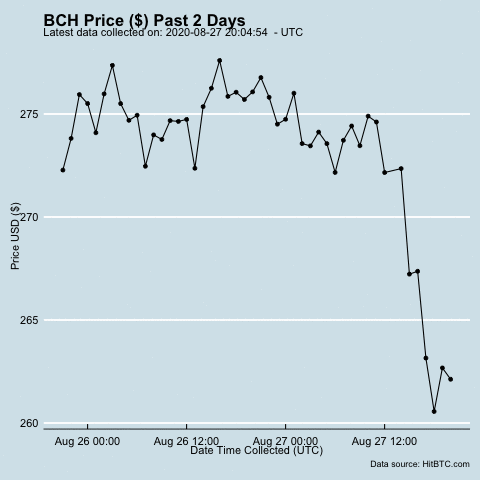 BCH Price ($) Past 2 Days
Latest data collected on: 2020-08-27 20:04:54 - UTC
275
270
265
260
Price USD ($)
Aug 26 00:00
Aug 26 12:00
Aug 27 00:00
Aug 27 12:00
Date Time Collected (UTC)
Data source: HitBTC.com